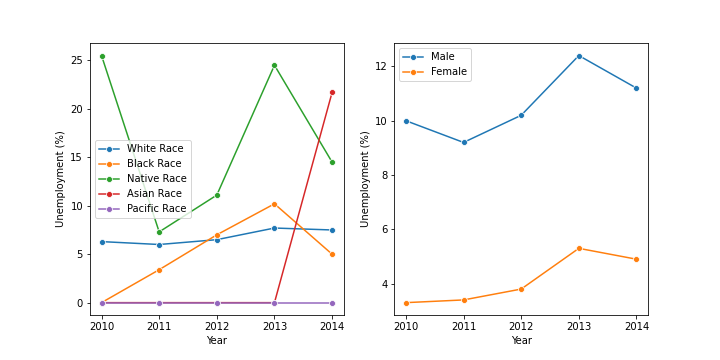 25
20
15
10
5
0
Unemployment (%)
White Race
Black Race
Native Race
Asian Race
Pacific Race
2010 2011 2012 2013 2014
Year
12
10
8
6
4
Unemployment (%)
Male
Female
2010 2011 2012 2013 2014
Year